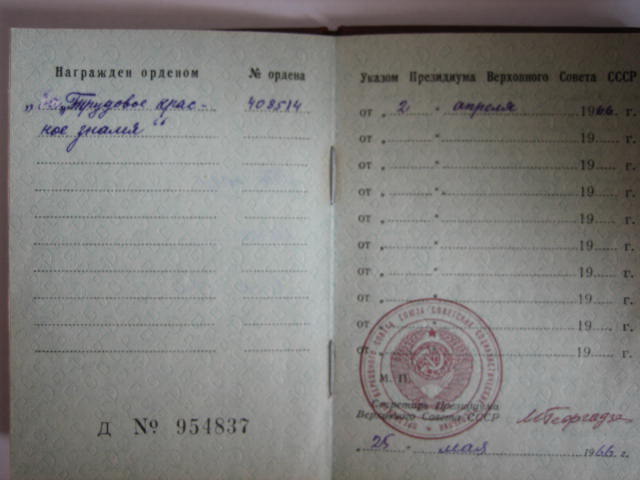 Награжден орденом
№ ордена
„Трудовое крас- 408514
ное знамя“
Д № 954837
Указом Президиума Верховного Совета СССР
от „ 2 " апреля 1966 г.
от „ " 19 г.
от „ " 19 г.
от „ " 19 г.
от „ " 19 г.
от „ " 19 г.
от „ " 19 г.
от „ " 19 г.
от „ " 19 г.
от „ " 19 г.
М. П.
Секретарь Президиума
Верховного Совета СССР
МГеоргадзе
„ 25 " мая 1966 г.